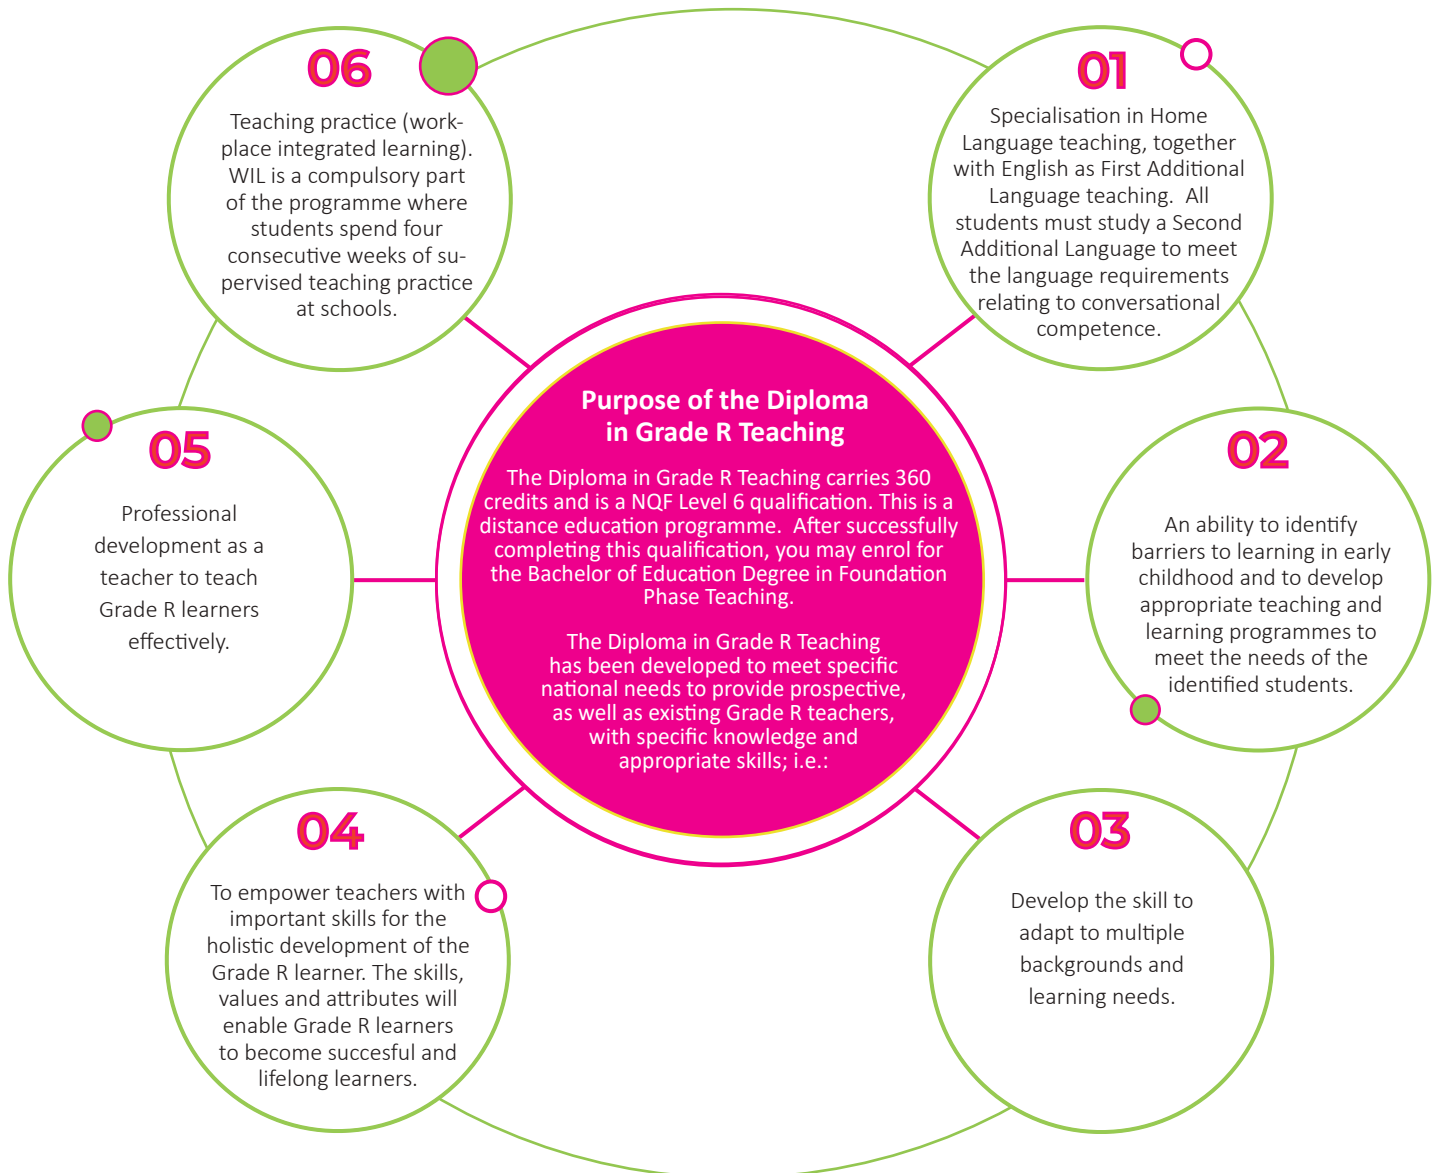 Purpose of the Diploma
in Grade R Teaching
The Diploma in Grade R Teaching carries 360
credits and is a NQF Level 6 qualification. This is a
distance education programme.  After successfully
completing this qualification, you may enrol for
the Bachelor of Education Degree in Foundation
Phase Teaching.
The Diploma in Grade R Teaching
has been developed to meet specific
national needs to provide prospective,
as well as existing Grade R teachers,
with specific knowledge and
appropriate skills; i.e.:
01
Specialisation in Home
Language teaching, together
with English as First Additional
Language teaching.  All
students must study a Second
Additional Language to meet
the language requirements
relating to conversational
competence.
02
An ability to identify
barriers to learning in early
childhood and to develop
appropriate teaching and
learning programmes to
meet the needs of the
identified students.
03
Develop the skill to
adapt to multiple
backgrounds and
learning needs.
04
To empower teachers with
important skills for the
holistic development of the
Grade R learner. The skills,
values and attributes will
enable Grade R learners
to become succesful and
lifelong learners.
05
Professional
development as a
teacher to teach
Grade R learners
effectively.
06
Teaching practice (work-
place integrated learning).
WIL is a compulsory part
of the programme where
students spend four
consecutive weeks of su-
pervised teaching practice
at schools.